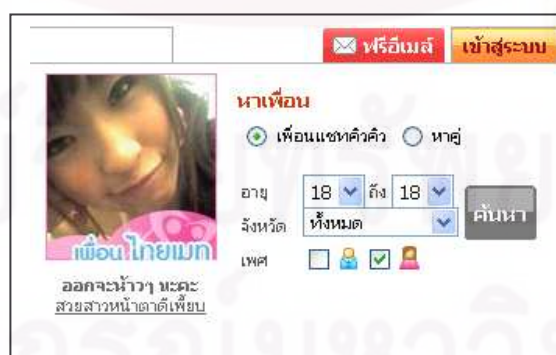 ฟรีอีเมล์ เข้าสู่ระบบ
หาเพื่อน
เพื่อนแชทคิวคิว หาคู่
อายุ 18 ถึง 18
จังหวัด ทั้งหมด
ค้นหา
เพศ
เพื่อนไทยเมท
ออกจะน้าวๆ นะคะ
สวยสาวหน้าตาดีเพี้ยบ